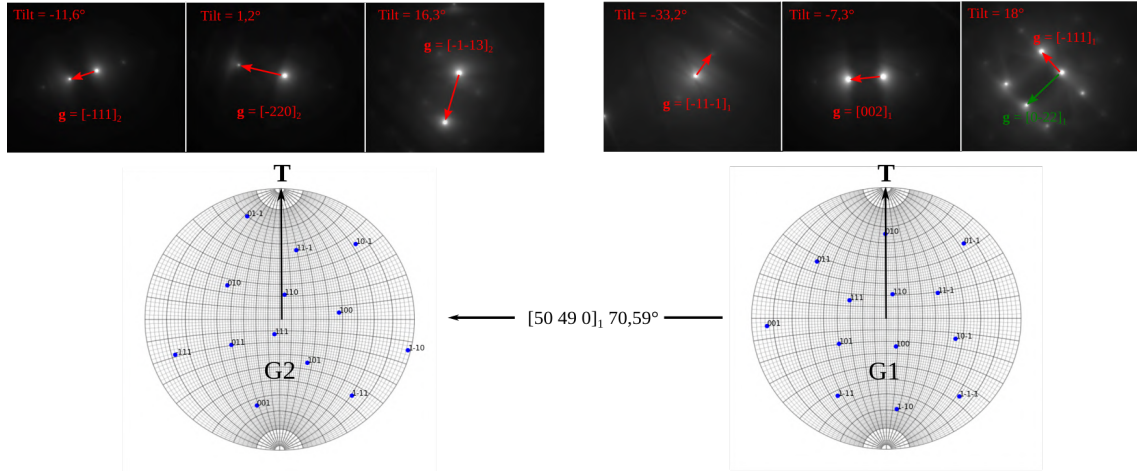 Tilt = -11,6°
Tilt = 1,2°
Tilt = 16,3°
g = [-1-13]₂
g = [-111]₂
g = [-220]₂
Tilt = -33,2°
Tilt = -7,3°
Tilt = 18°
g = [-111]₁
g = [-11-1]₁
g = [002]₁
T
01-1
11-1
10-1
010
110
100
111
011
-111
101
1-10
G2
1-11
001
[50 49 0]₁ 70,59°
T
010
01-1
011
111
110
11-1
001
101
100
10-1
G1
1-11
1-10
1-1-1